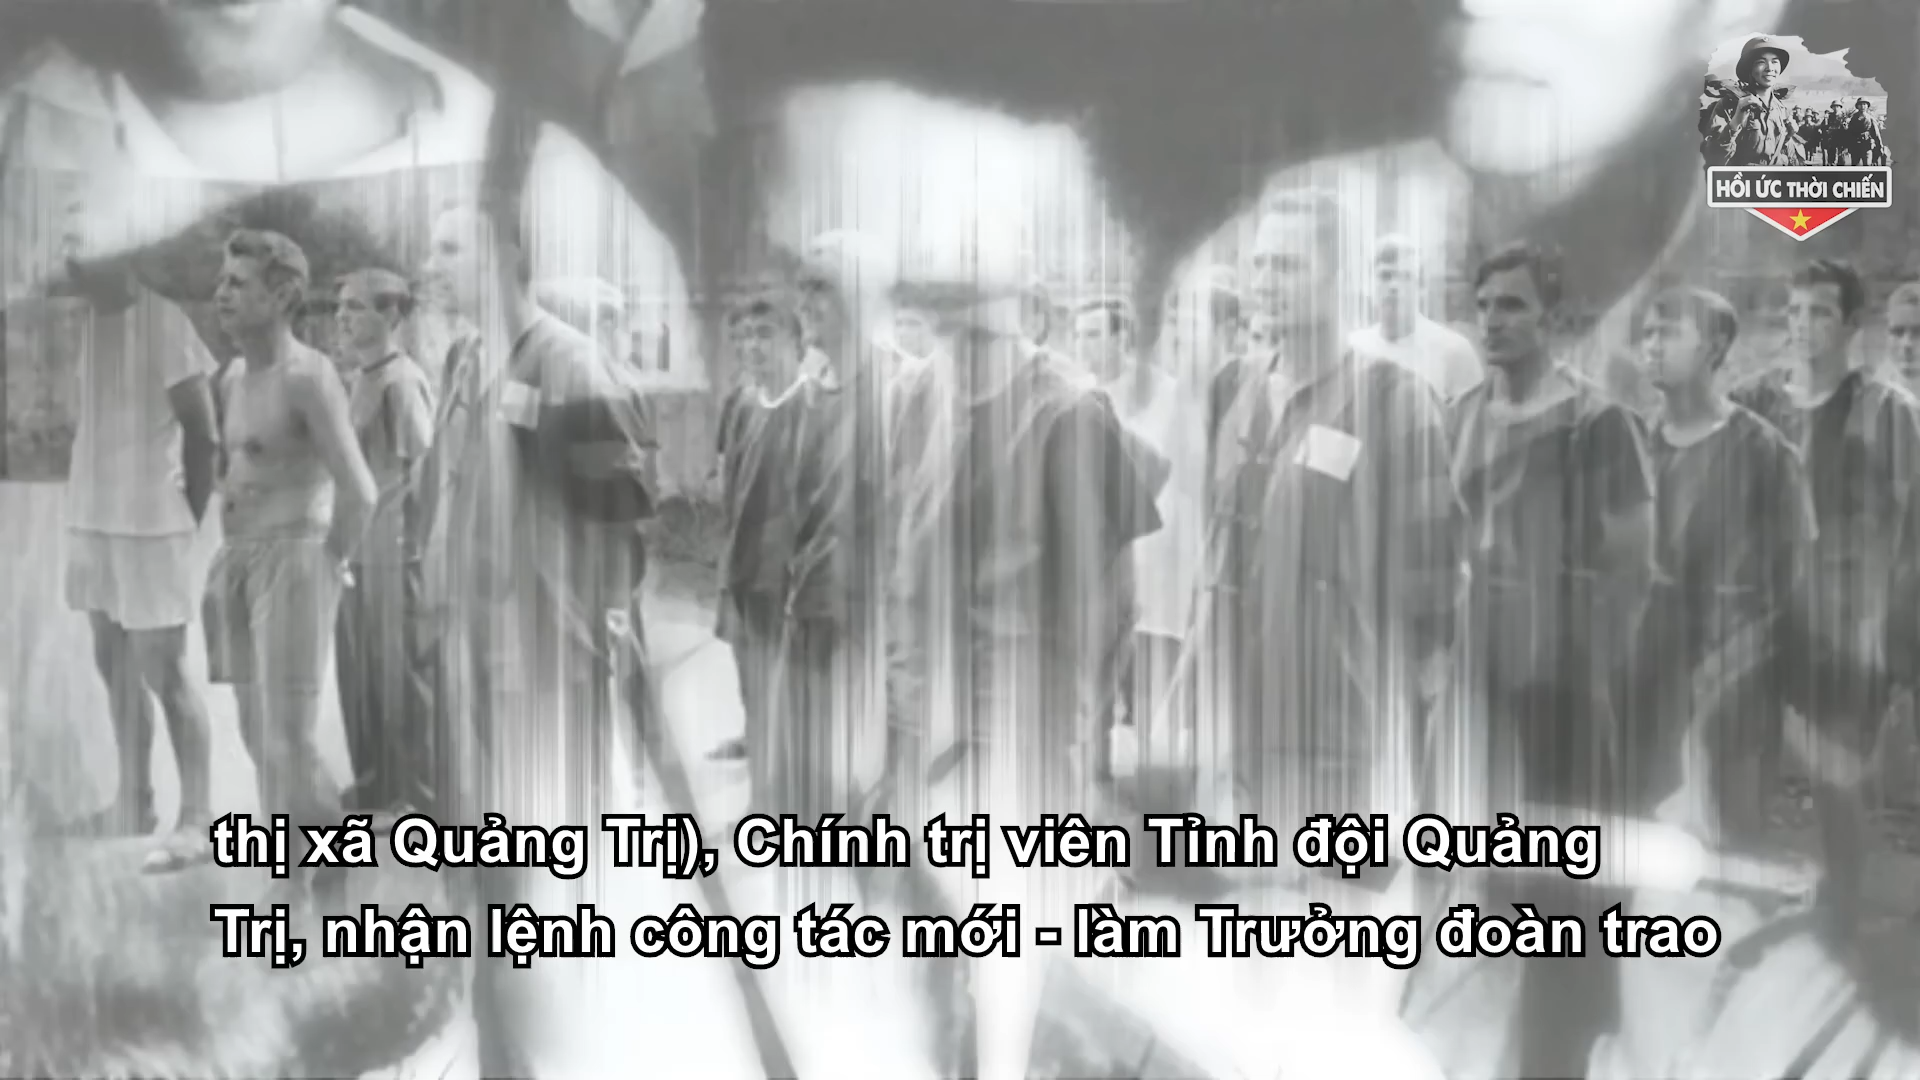 HỒI ỨC THỜI CHIẾN
thị xã Quảng Trị), Chính trị viên Tỉnh đội Quảng
Trị, nhận lệnh công tác mới - làm Trưởng đoàn trao